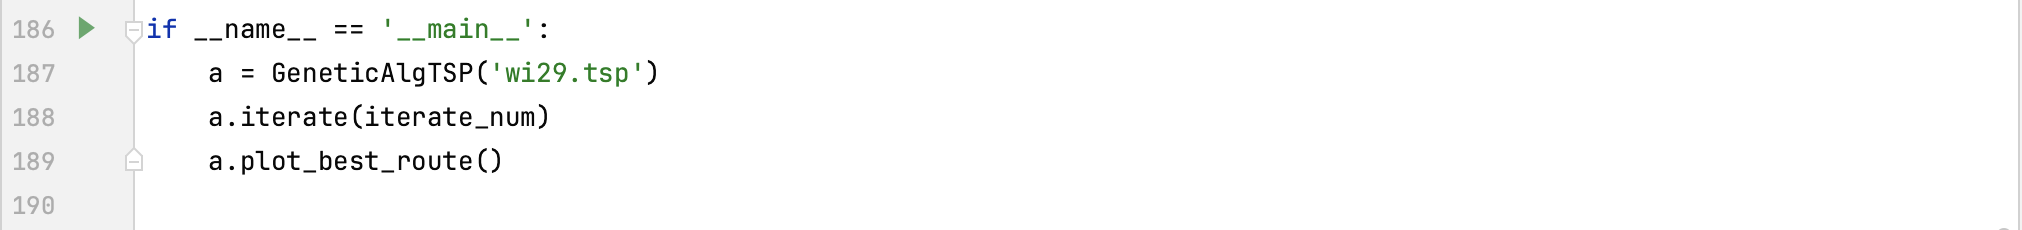 186 if __name__ == '__main__':
187     a = GeneticAlgTSP('wi29.tsp')
188     a.iterate(iterate_num)
189     a.plot_best_route()
190